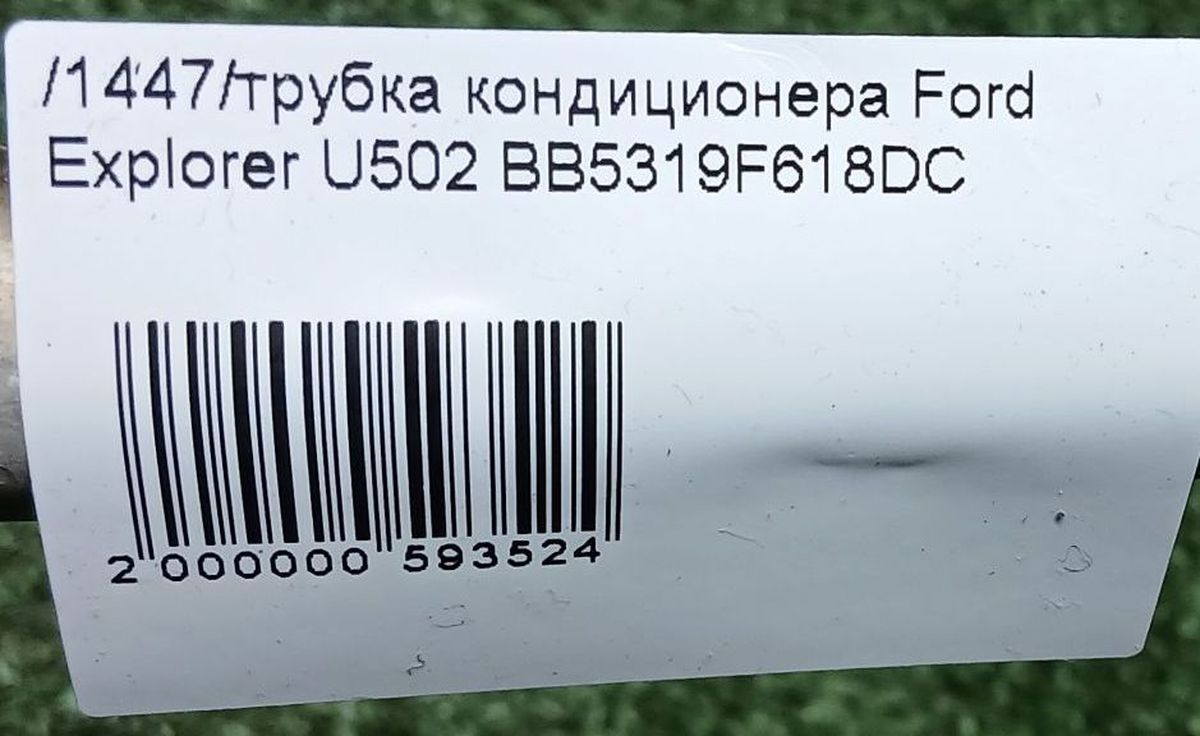 /1447/трубка кондиционера Ford
Explorer U502 BB5319F618DC
2 000000 593524